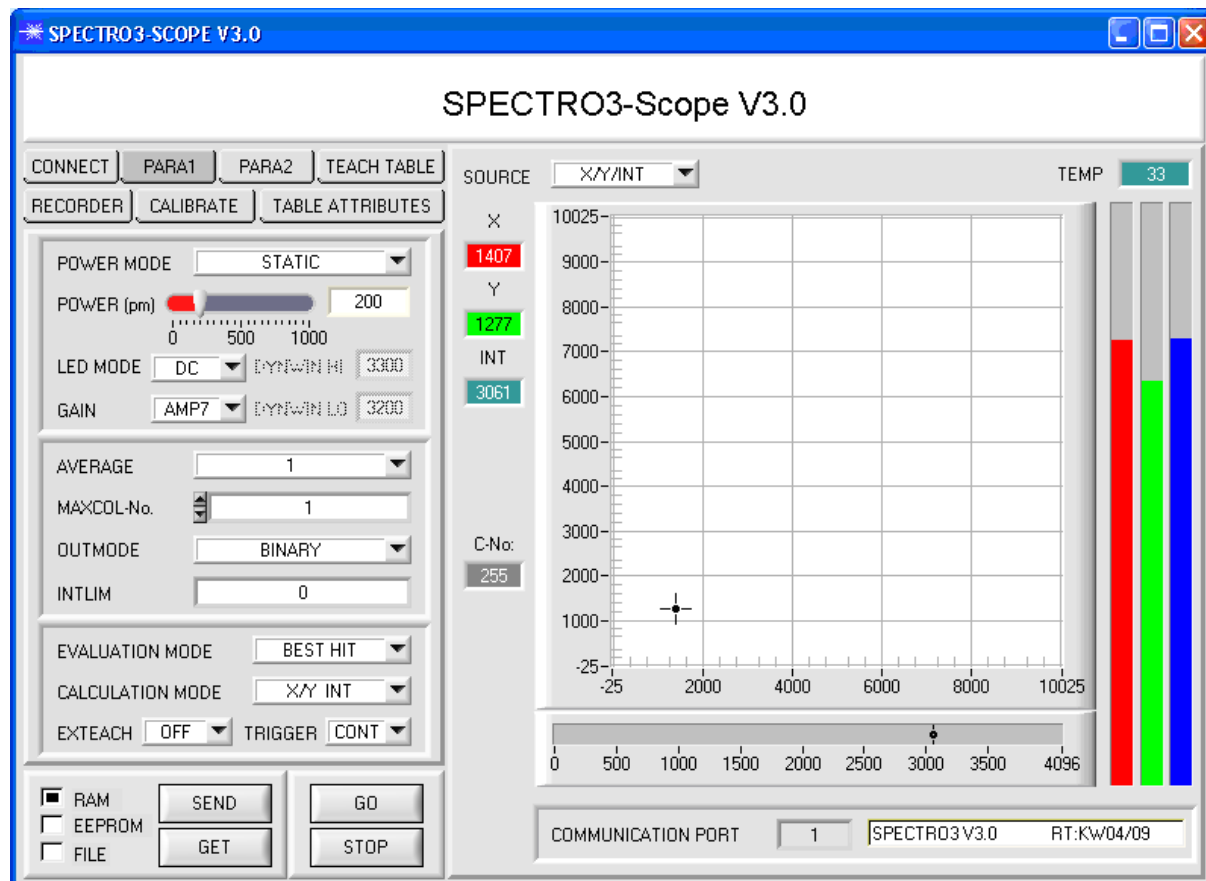 SPECTRO3-SCOPE V3.0
SPECTRO3-Scope V3.0
CONNECT PARA1 PARA2 TEACH TABLE
RECORDER CALIBRATE TABLE ATTRIBUTES
POWER MODE STATIC
POWER (pm) 200
0 500 1000
LED MODE DC DYNWIN HI 3300
GAIN AMP7 DYNWIN LO 3200
AVERAGE 1
MAXCOL-No. 1
OUTMODE BINARY
INTLIM 0
EVALUATION MODE BEST HIT
CALCULATION MODE X/Y INT
EXTEACH OFF TRIGGER CONT
RAM SEND GO
EEPROM
FILE GET STOP
SOURCE X/Y/INT TEMP 33
X
1407
Y
1277
INT
3061
C-No:
255
10025
9000
8000
7000
6000
5000
4000
3000
2000
1000
-25
-25 2000 4000 6000 8000 10025
0 500 1000 1500 2000 2500 3000 3500 4096
COMMUNICATION PORT 1 SPECTRO3 V3.0 RT:KW04/09